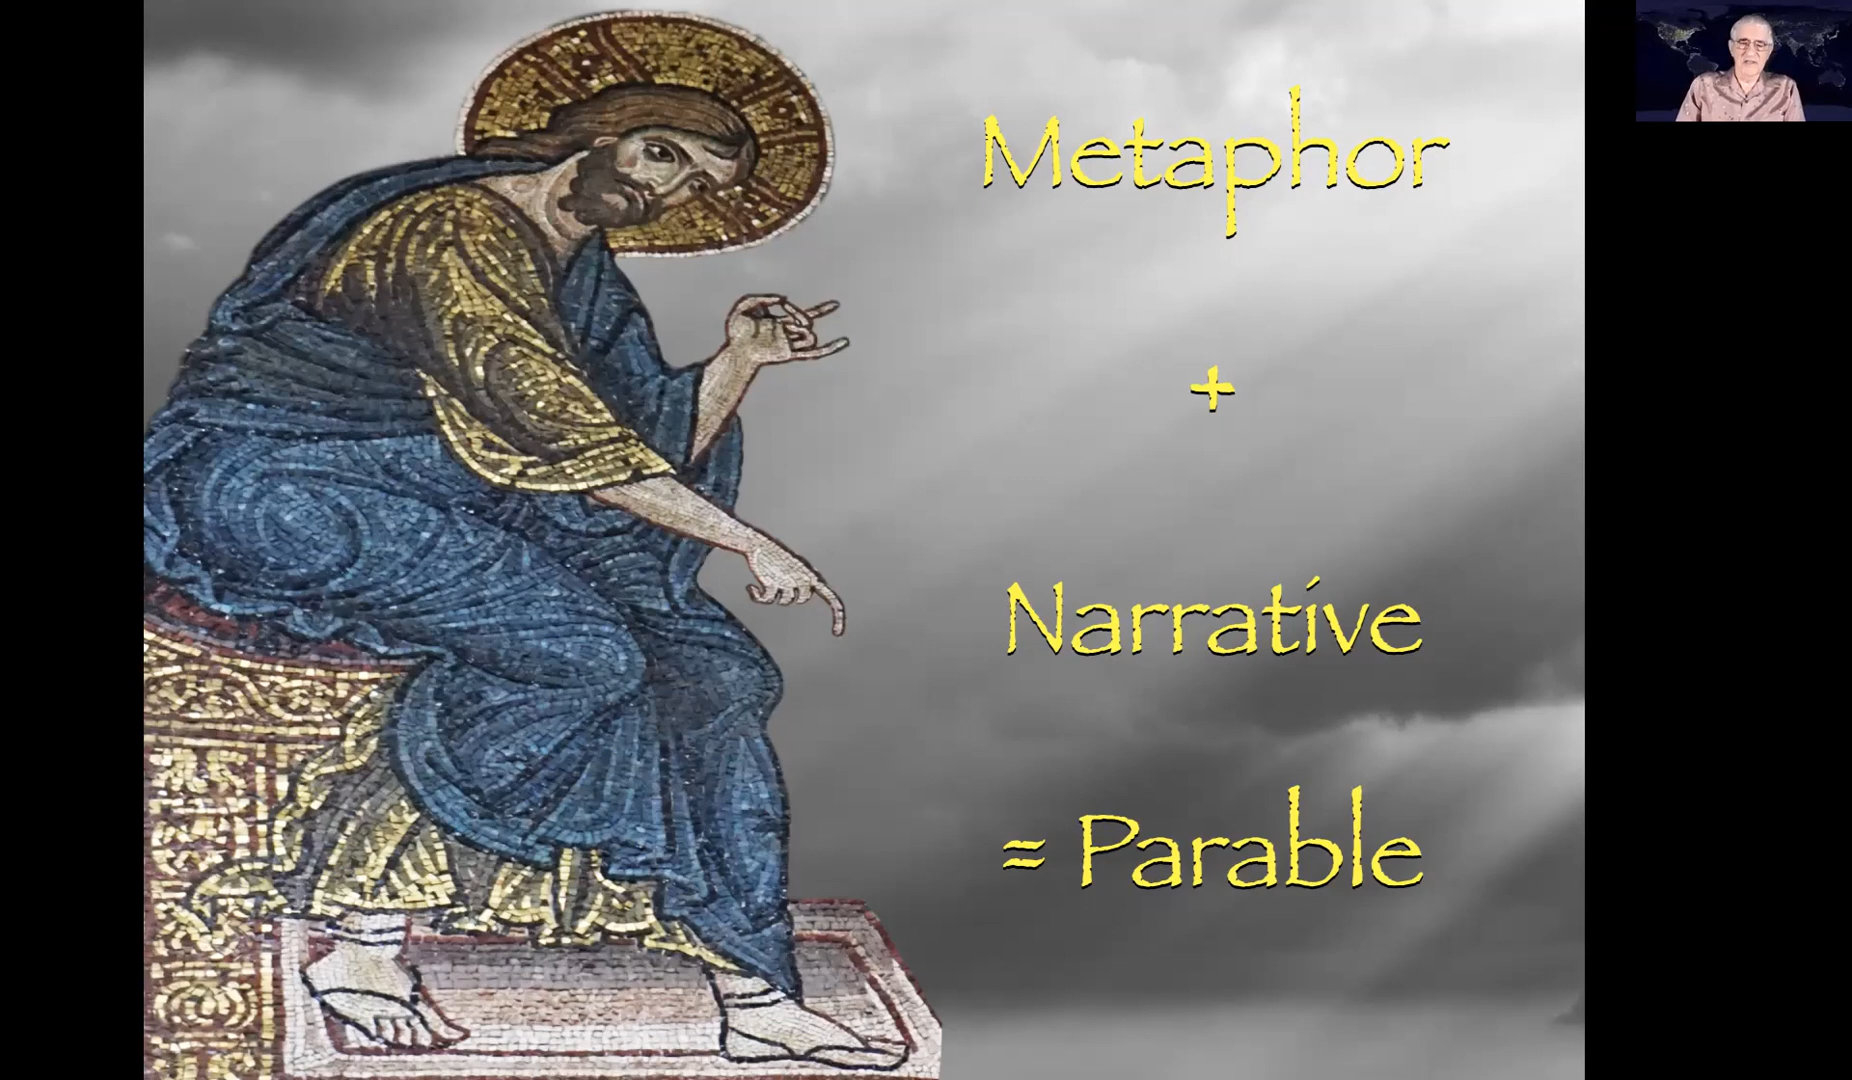 Metaphor
+
Narrative
≈ Parable